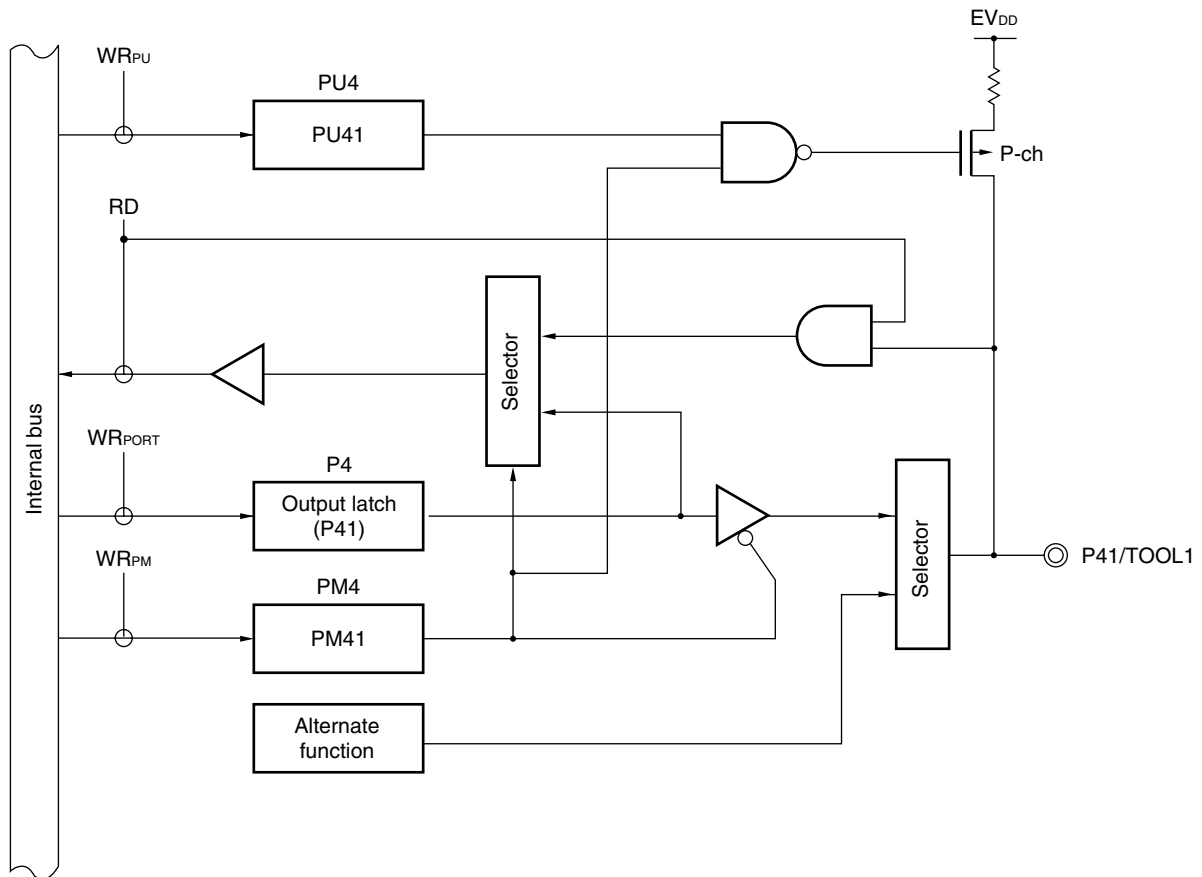 EVDD
WRPU
PU4
PU41
P-ch
RD
Selector
Internal bus
WRPORT
P4
Output latch
(P41)
WRPM
PM4
PM41
Selector
P41/TOOL1
Alternate
function